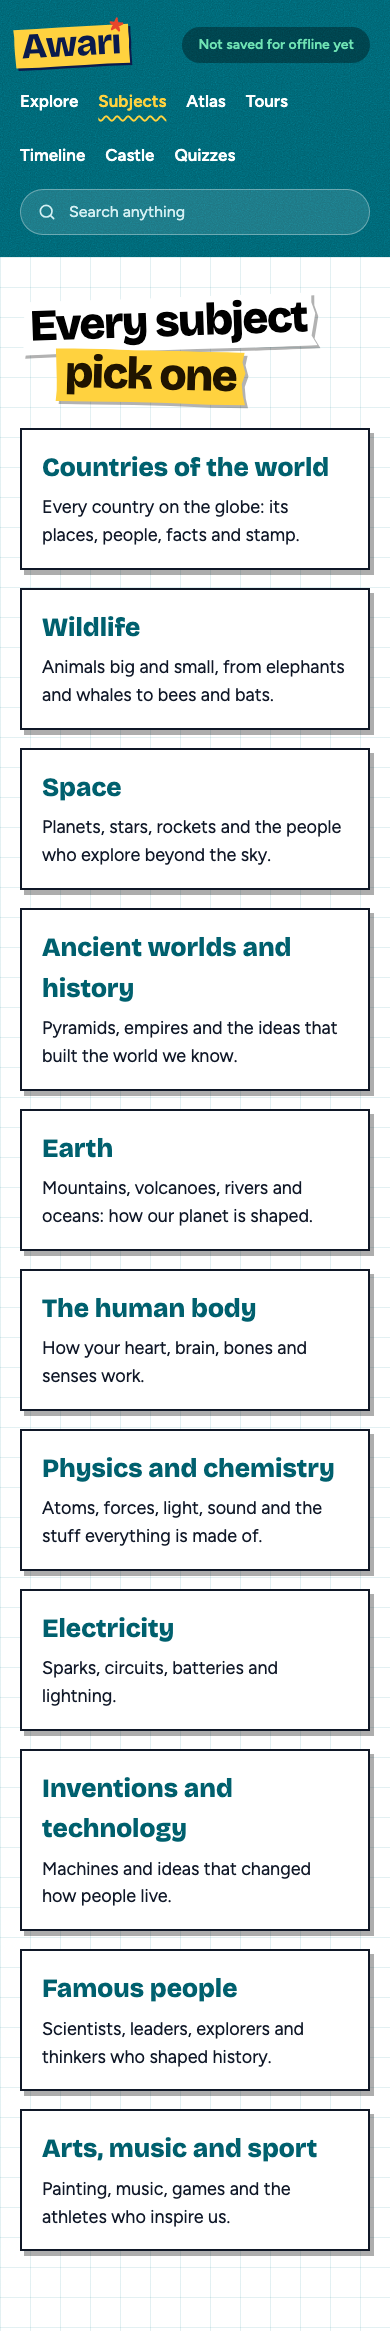 Awari
Not saved for offline yet
Explore Subjects Atlas Tours
Timeline Castle Quizzes
Search anything
Every subject
pick one
Countries of the world
Every country on the globe: its
places, people, facts and stamp.
Wildlife
Animals big and small, from elephants
and whales to bees and bats.
Space
Planets, stars, rockets and the people
who explore beyond the sky.
Ancient worlds and
history
Pyramids, empires and the ideas that
built the world we know.
Earth
Mountains, volcanoes, rivers and
oceans: how our planet is shaped.
The human body
How your heart, brain, bones and
senses work.
Physics and chemistry
Atoms, forces, light, sound and the
stuff everything is made of.
Electricity
Sparks, circuits, batteries and
lightning.
Inventions and
technology
Machines and ideas that changed
how people live.
Famous people
Scientists, leaders, explorers and
thinkers who shaped history.
Arts, music and sport
Painting, music, games and the
athletes who inspire us.